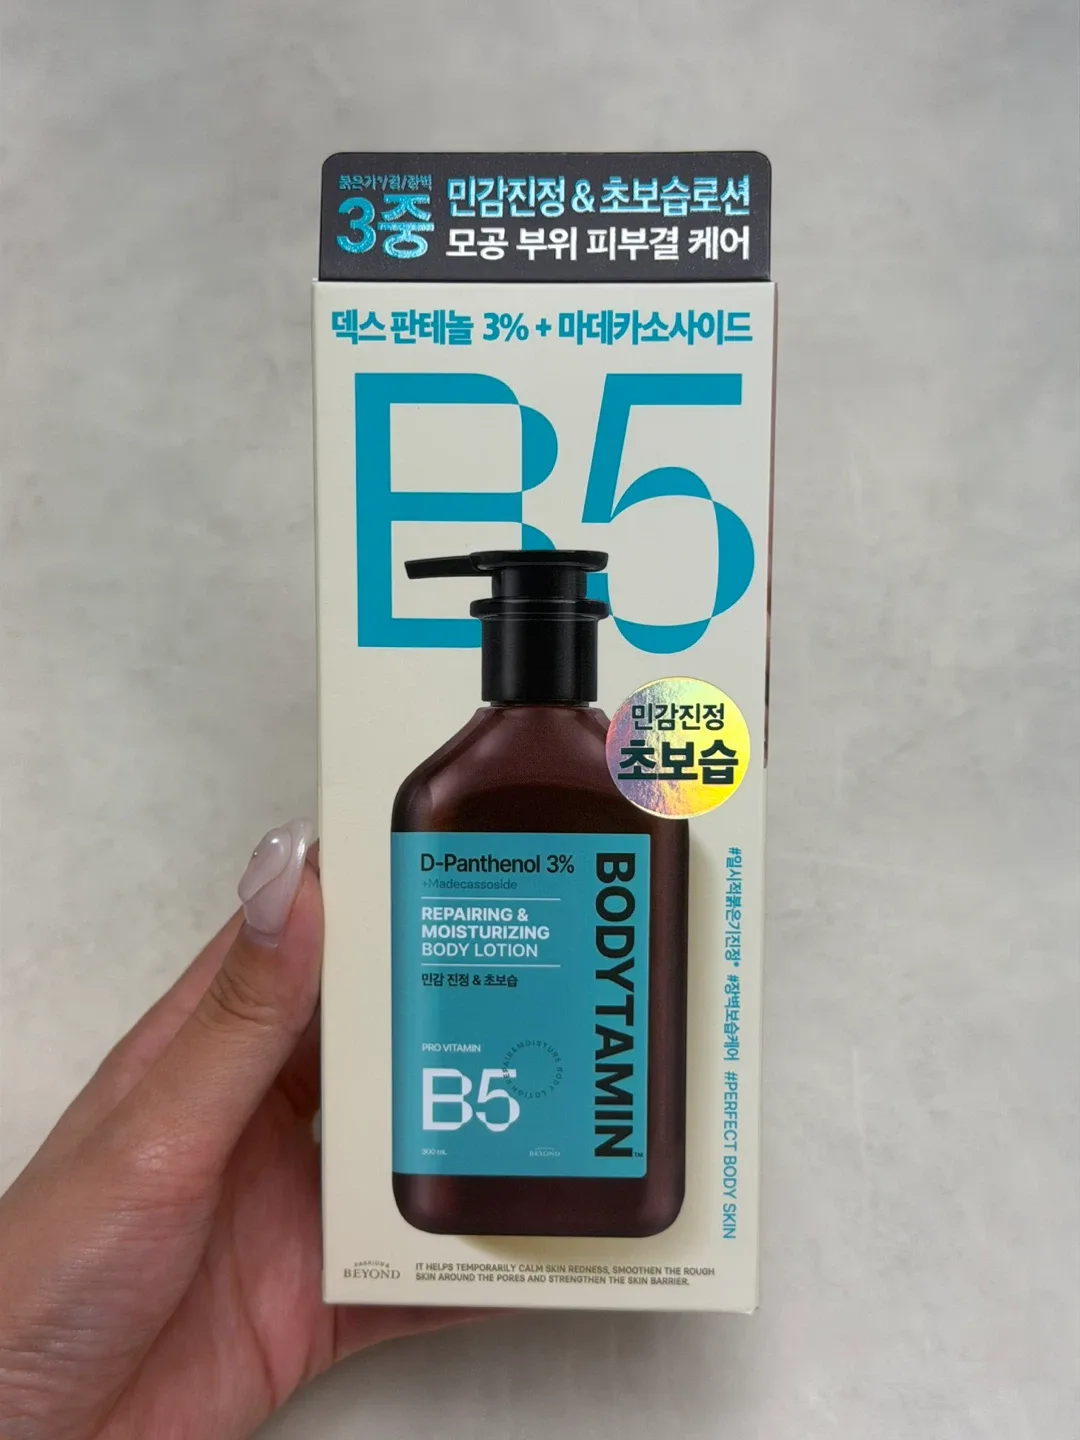 붉은기/결/장벽
3중
민감진정 & 초보습로션
모공 부위 피부결 케어
덱스 판테놀 3% + 마데카소사이드
B5
민감진정
초보습
D-Panthenol 3%
+Madecassoside
REPAIRING &
MOISTURIZING
BODY LOTION
민감 진정 & 초보습
PRO VITAMIN
B5
300 mL
BEYOND
BODYTAMIN™
#일시적붉은기진정* #장벽보습케어 #PERFECT BODY SKIN
BEYOND
IT HELPS TEMPORARILY CALM SKIN REDNESS, SMOOTHEN THE ROUGH
SKIN AROUND THE PORES AND STRENGTHEN THE SKIN BARRIER.